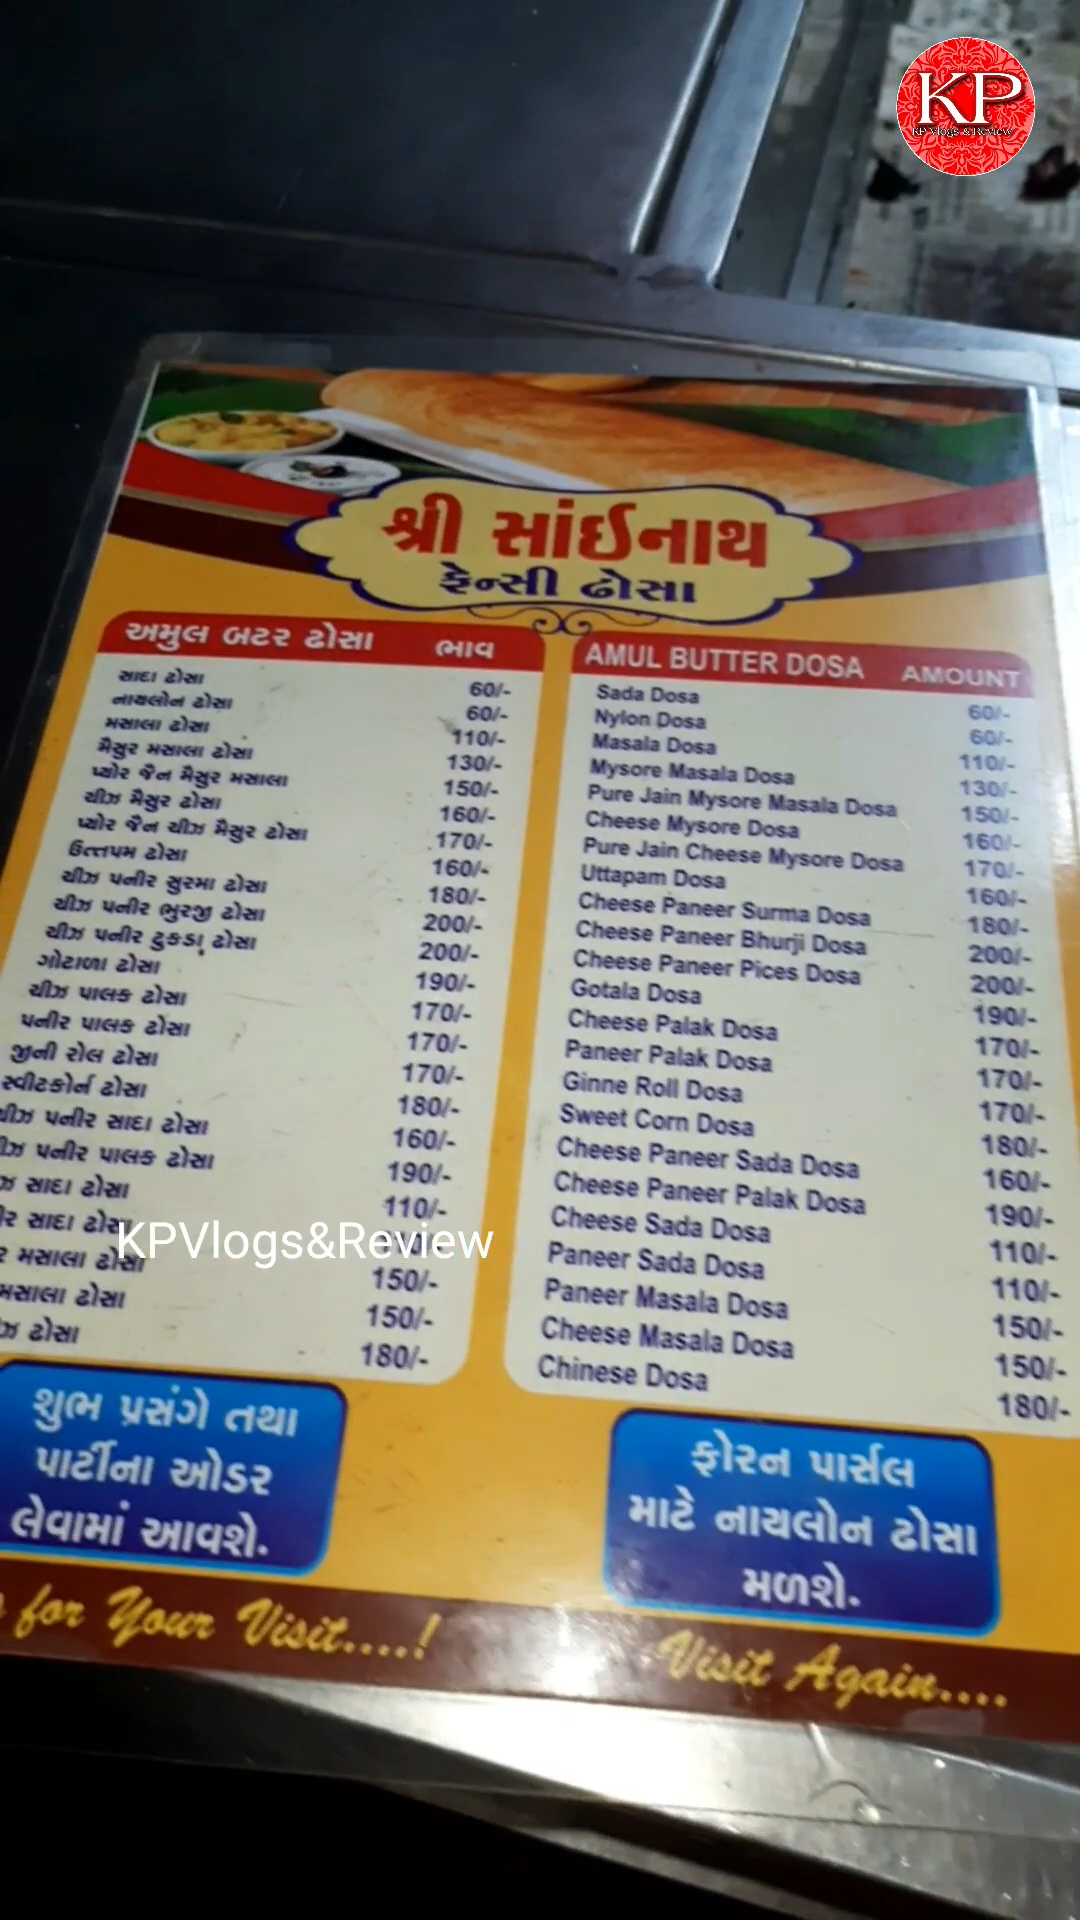 KP
KP Vlogs & Review
શ્રી સાંઈનાથ
ફેન્સી ઢોસા
અમુલ બટર ઢોસા ભાવ
સાદા ઢોસા 60/-
નાયલોન ઢોસા 60/-
મસાલા ઢોસા 110/-
મૈસુર મસાલા ઢોસા 130/-
પ્યોર જૈન મૈસુર મસાલા 150/-
ચીઝ મૈસુર ઢોસા 160/-
પ્યોર જૈન ચીઝ મૈસુર ઢોસા 170/-
ઉત્તપમ ઢોસા 160/-
ચીઝ પનીર સુરમા ઢોસા 180/-
ચીઝ પનીર ભુરજી ઢોસા 200/-
ચીઝ પનીર ટુકડા ઢોસા 200/-
ગોટાળા ઢોસા 190/-
ચીઝ પાલક ઢોસા 170/-
પનીર પાલક ઢોસા 170/-
જીની રોલ ઢોસા 170/-
સ્વીટકોર્ન ઢોસા 180/-
ચીઝ પનીર સાદા ઢોસા 160/-
પનીર પાલક ઢોસા 190/-
સાદા ઢોસા 110/-
સાદા ઢોસા
મસાલા ઢોસા 150/-
મસાલા ઢોસા 150/-
ઢોસા 180/-
AMUL BUTTER DOSA AMOUNT
Sada Dosa 60/-
Nylon Dosa 60/-
Masala Dosa 110/-
Mysore Masala Dosa 130/-
Pure Jain Mysore Masala Dosa 150/-
Cheese Mysore Dosa 160/-
Pure Jain Cheese Mysore Dosa 170/-
Uttapam Dosa 160/-
Cheese Paneer Surma Dosa 180/-
Cheese Paneer Bhurji Dosa 200/-
Cheese Paneer Pices Dosa 200/-
Gotala Dosa 190/-
Cheese Palak Dosa 170/-
Paneer Palak Dosa 170/-
Ginne Roll Dosa 170/-
Sweet Corn Dosa 180/-
Cheese Paneer Sada Dosa 160/-
Cheese Paneer Palak Dosa 190/-
Cheese Sada Dosa 110/-
Paneer Sada Dosa 110/-
Paneer Masala Dosa 150/-
Cheese Masala Dosa 150/-
Chinese Dosa 180/-
KPVlogs&Review
શુભ પ્રસંગે તથા
પાર્ટીના ઓડર
લેવામાં આવશે.
ફોરન પાર્સલ
માટે નાયલોન ઢોસા
મળશે.
for Your Visit....!
Visit Again....